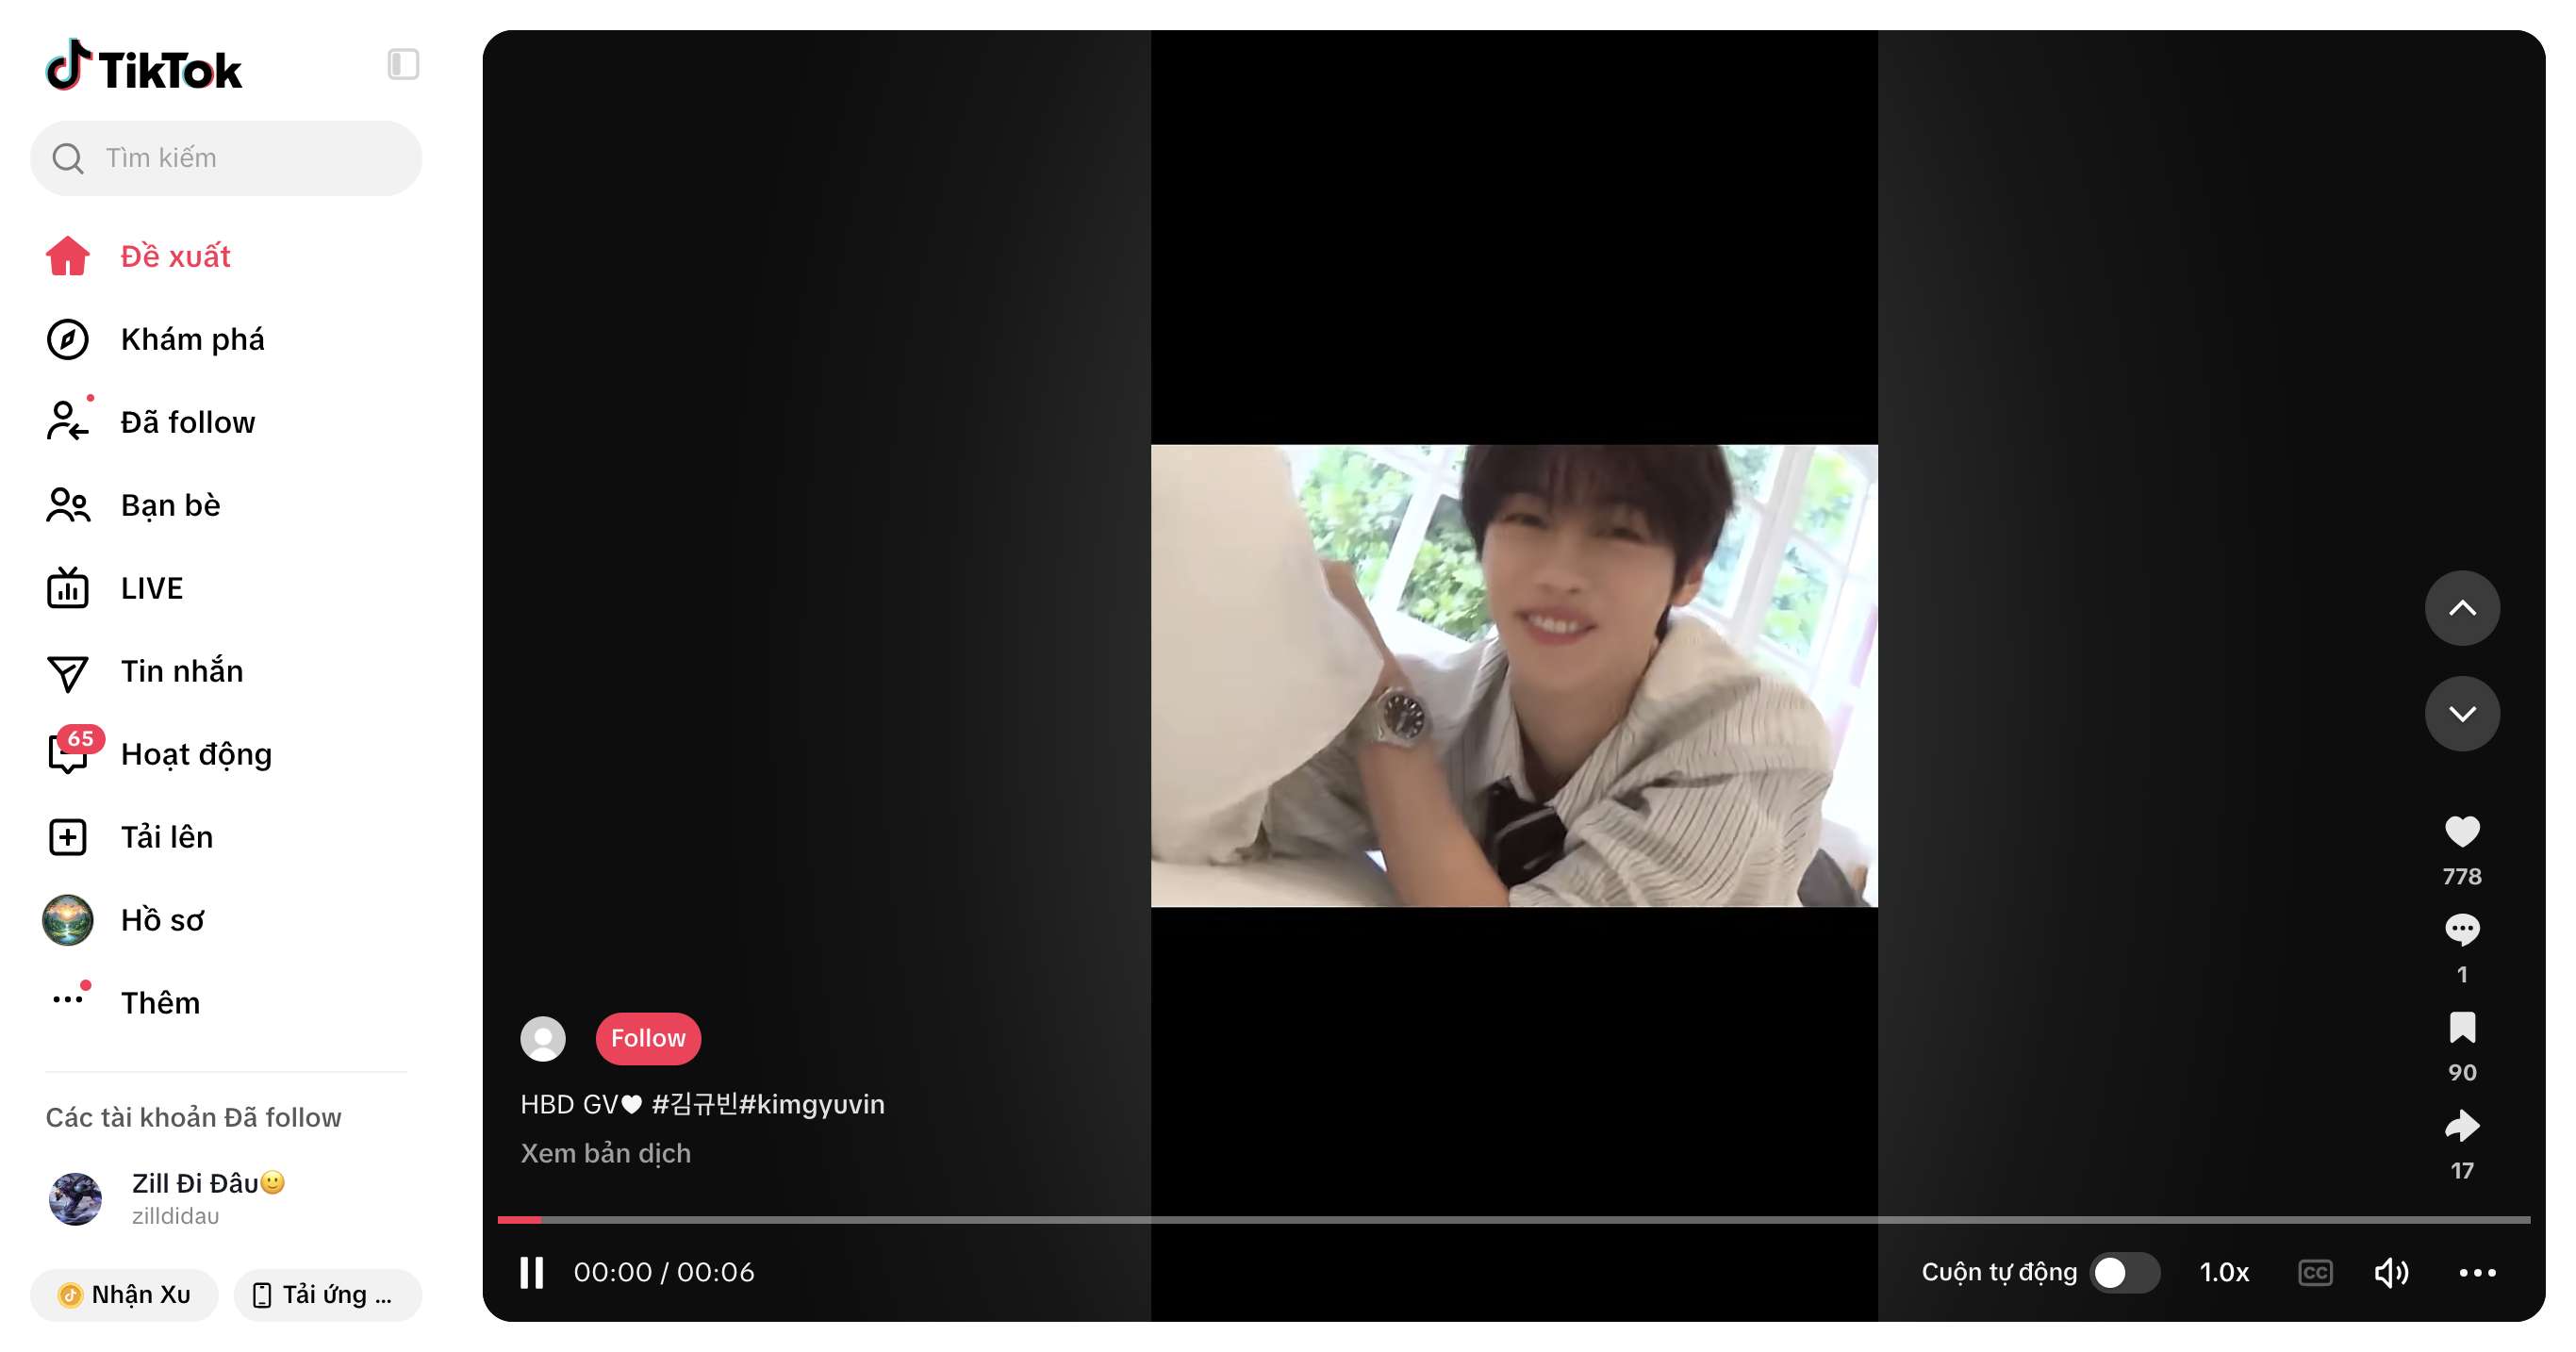 TikTok
Tìm kiếm
Đề xuất
Khám phá
Đã follow
Bạn bè
LIVE
Tin nhắn
65
Hoạt động
Tải lên
Hồ sơ
Thêm
Các tài khoản Đã follow
Zill Đi Đâu🙂
zilldidau
Nhận Xu
Tải ứng ...
Follow
HBD GV♥ #김규빈#kimgyuvin
Xem bản dịch
00:00 / 00:06
778
1
90
17
Cuộn tự động
1.0x
CC